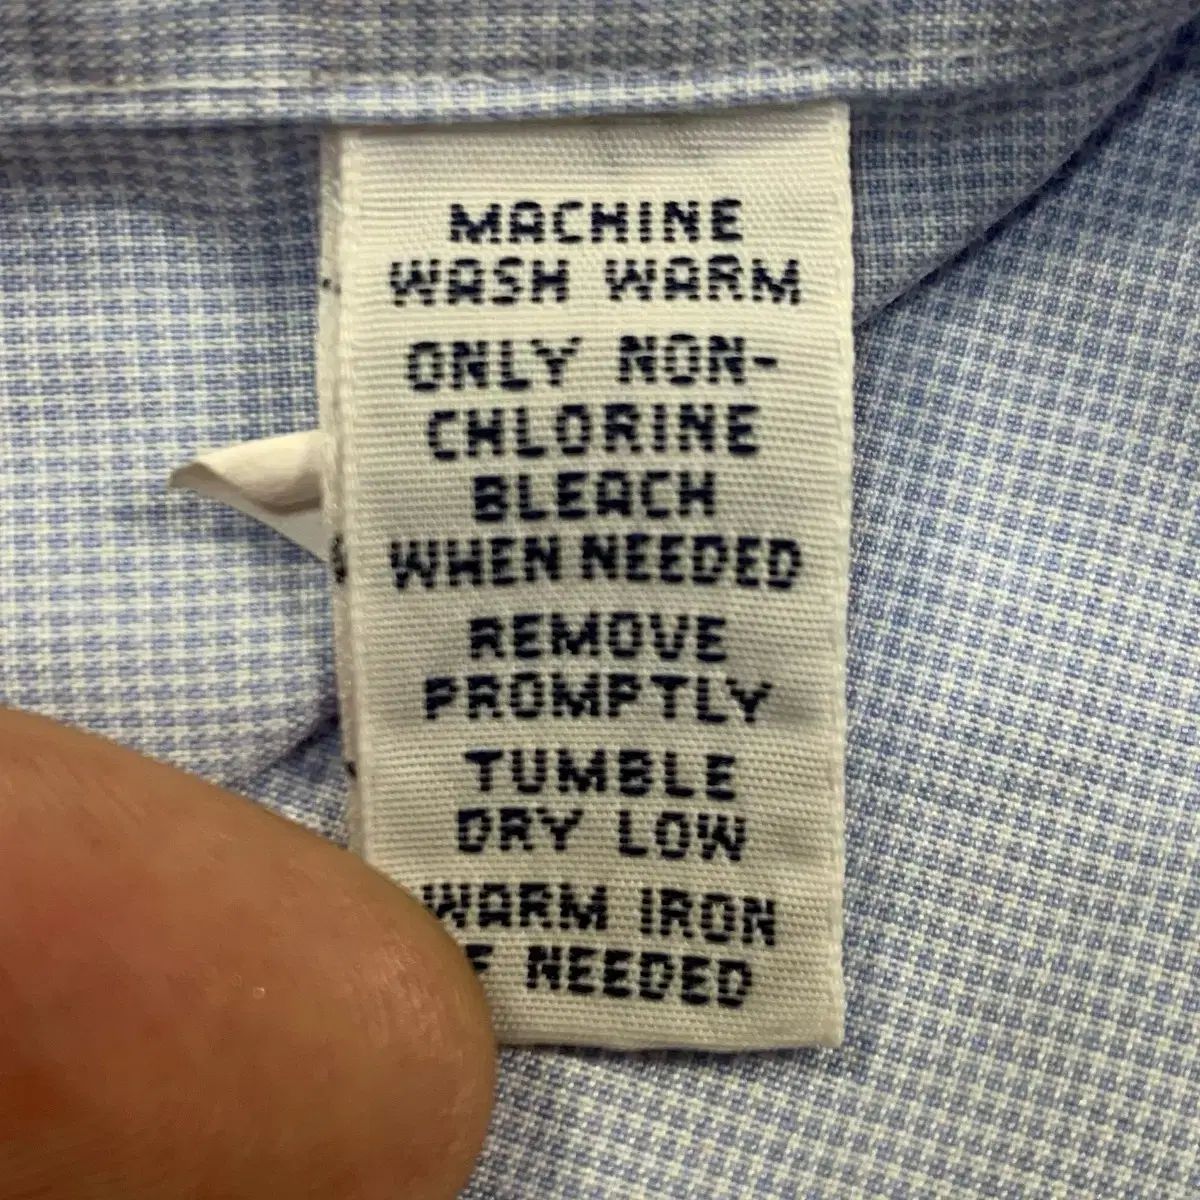 MACHINE
WASH WARM
ONLY NON-
CHLORINE
BLEACH
WHEN NEEDED
REMOVE
PROMPTLY
TUMBLE
DRY LOW
WARM IRON
F NEEDED